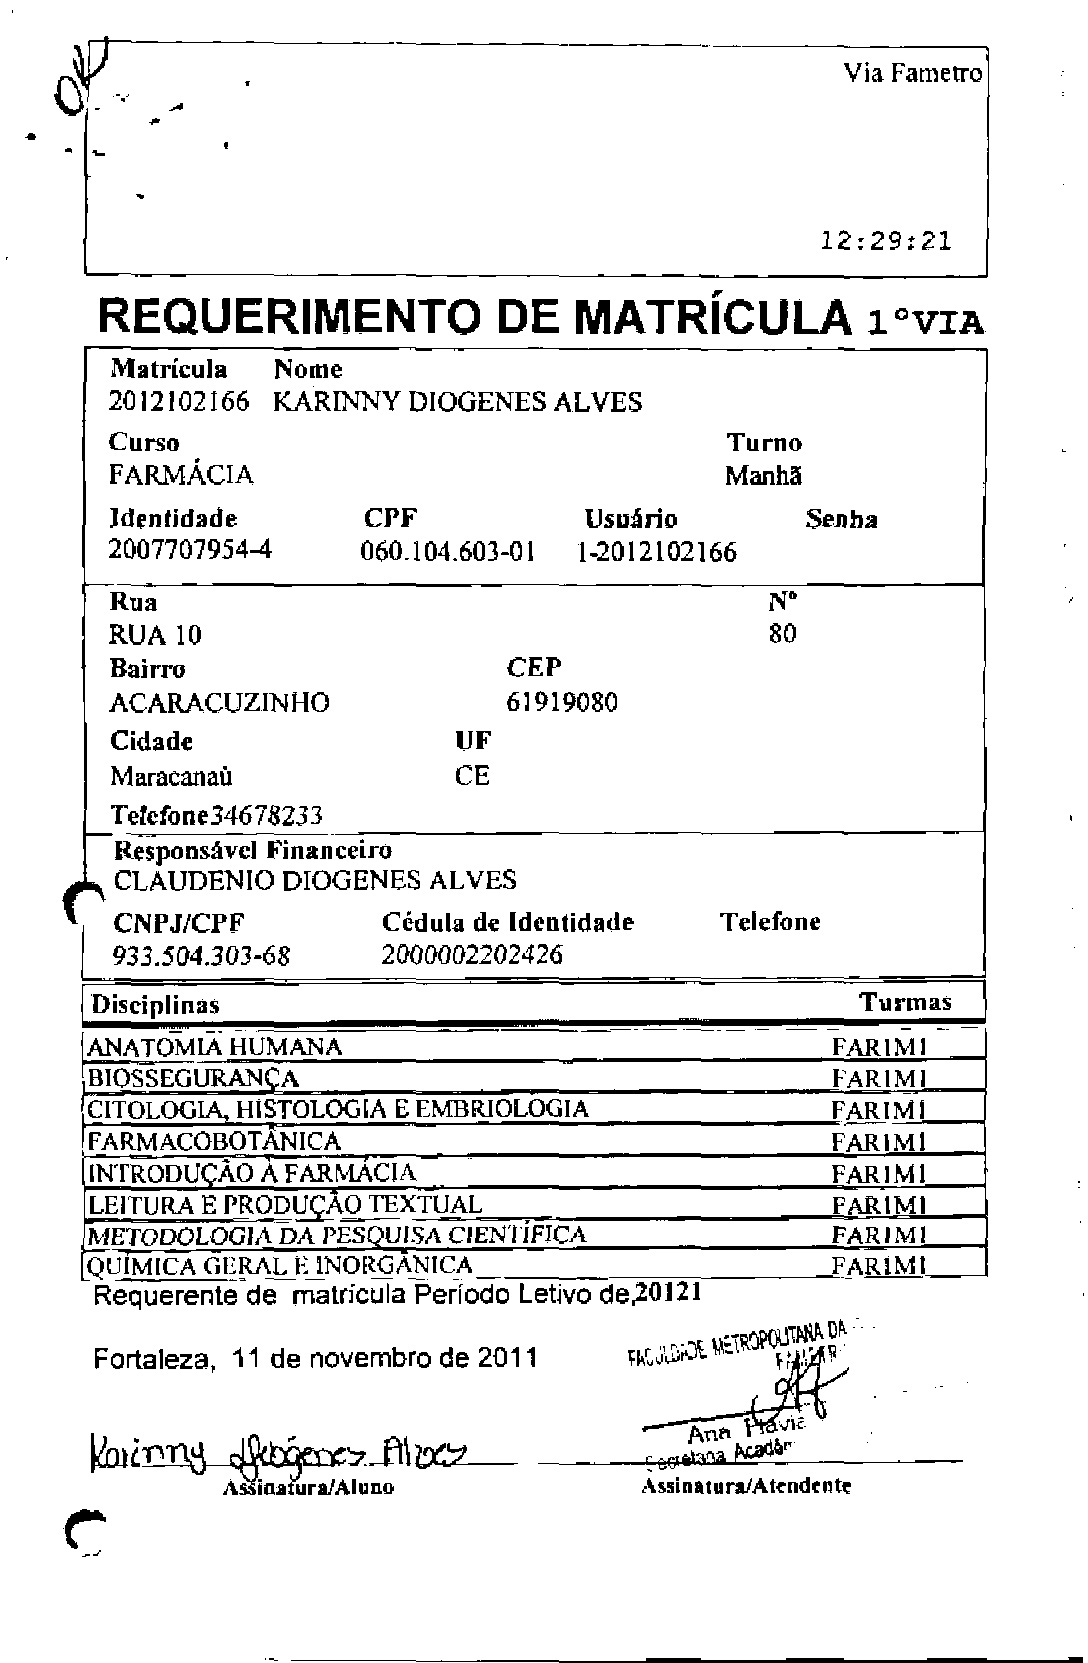 OK
Via Fametro
12:29:21
REQUERIMENTO DE MATRÍCULA 1ºVIA
Matrícula Nome
2012102166 KARINNY DIOGENES ALVES
Curso Turno
FARMÁCIA Manhã
Identidade CPF Usuário Senha
2007707954-4 060.104.603-01 1-2012102166
Rua Nº
RUA 10 80
Bairro CEP
ACARACUZINHO 61919080
Cidade UF
Maracanaù CE
Telefone34678233
Responsável Financeiro
CLAUDENIO DIOGENES ALVES
CNPJ/CPF Cédula de Identidade Telefone
933.504.303-68 2000002202426
Disciplinas Turmas
ANATOMIA HUMANA FAR1M1
BIOSSEGURANÇA FAR1M1
CITOLOGIA, HISTOLOGIA E EMBRIOLOGIA FAR1M1
FARMACOBOTÂNICA FAR1M1
INTRODUÇÃO À FARMÁCIA FAR1M1
LEITURA E PRODUÇÃO TEXTUAL FAR1M1
METODOLOGIA DA PESQUISA CIENTÍFICA FAR1M1
QUÍMICA GERAL E INORGÂNICA FAR1M1
Requerente de matrícula Período Letivo de,20121
Fortaleza, 11 de novembro de 2011
FACULDADE METROPOLITANA DA
Ana Flávia
Karinny Diógenes Alves
Assinatura/Aluno Assinatura/Atendente